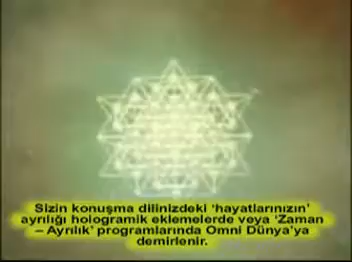 Sizin konuşma dilinizdeki 'hayatlarınızın'
ayrılığı hologramik eklemelerde veya 'Zaman
– Ayrılık' programlarında Omni Dünya'ya
demirlenir.